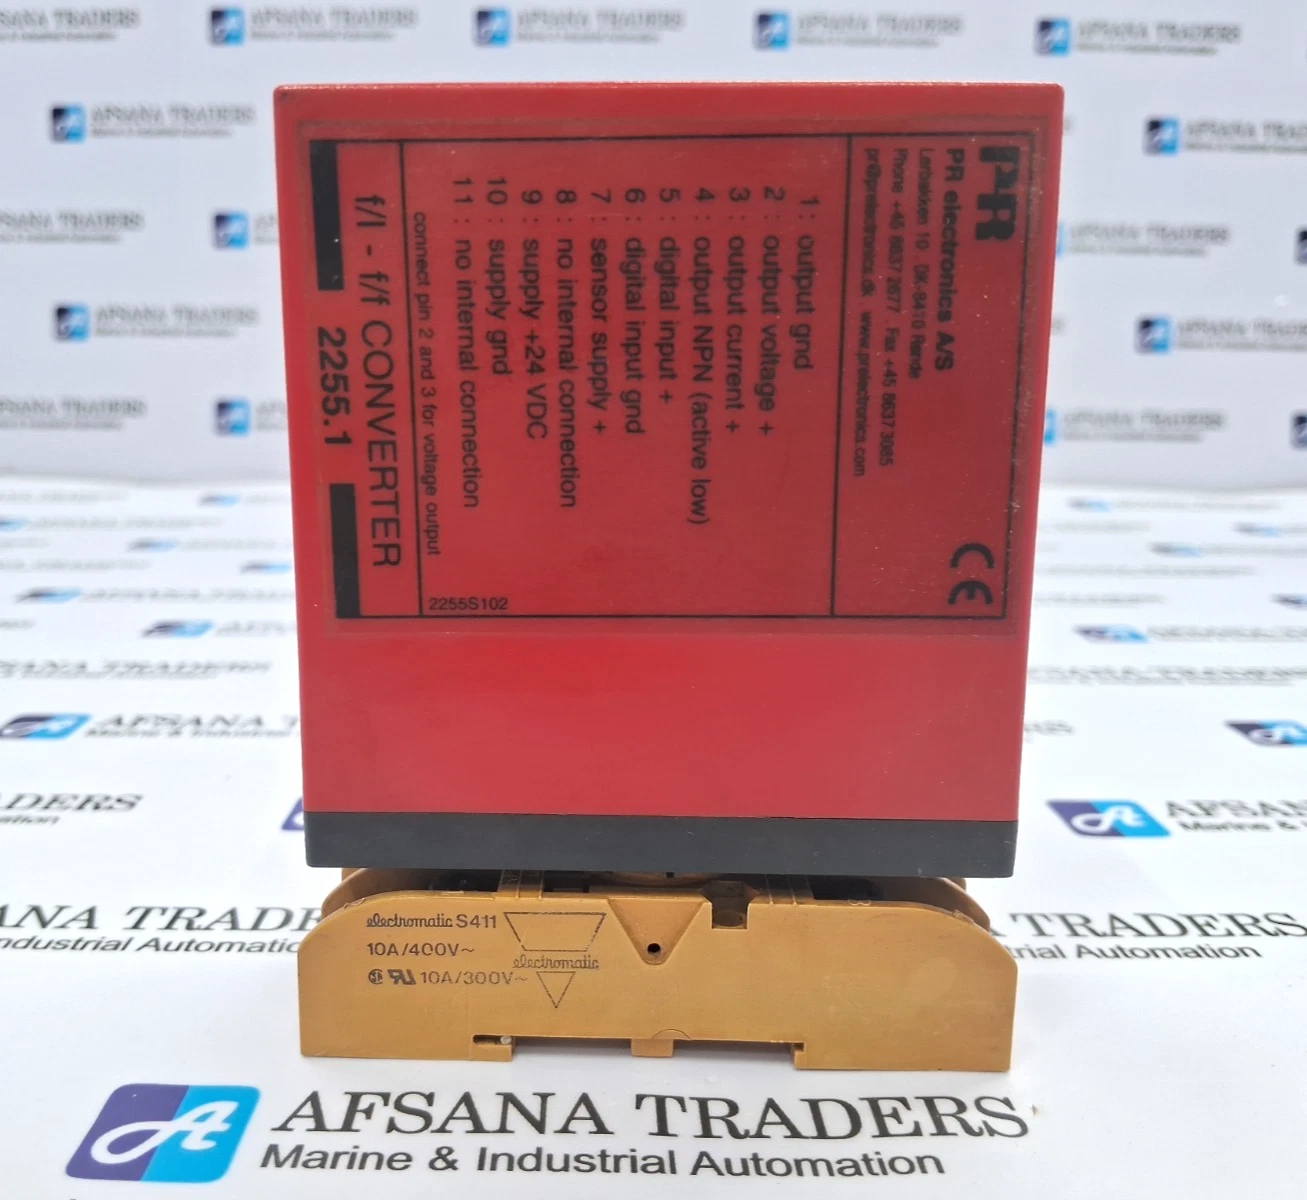 PR
PR electronics A/S
Lerbakken 10 . DK-8410 Rønde
Phone +45 8637 2677 Fax +45 8637 3085
pr@prelectronics.dk www.prelectronics.com
CE
1 : output gnd
2 : output voltage +
3 : output current +
4 : output NPN (active low)
5 : digital input +
6 : digital input gnd
7 : sensor supply +
8 : no internal connection
9 : supply +24 VDC
10 : supply gnd
11 : no internal connection
connect pin 2 and 3 for voltage output
2255S102
f/I - f/f CONVERTER
2255.1
electromatic S411
10A/400V~
10A/300V~
electromatic
AFSANA TRADERS
Marine & Industrial Automation